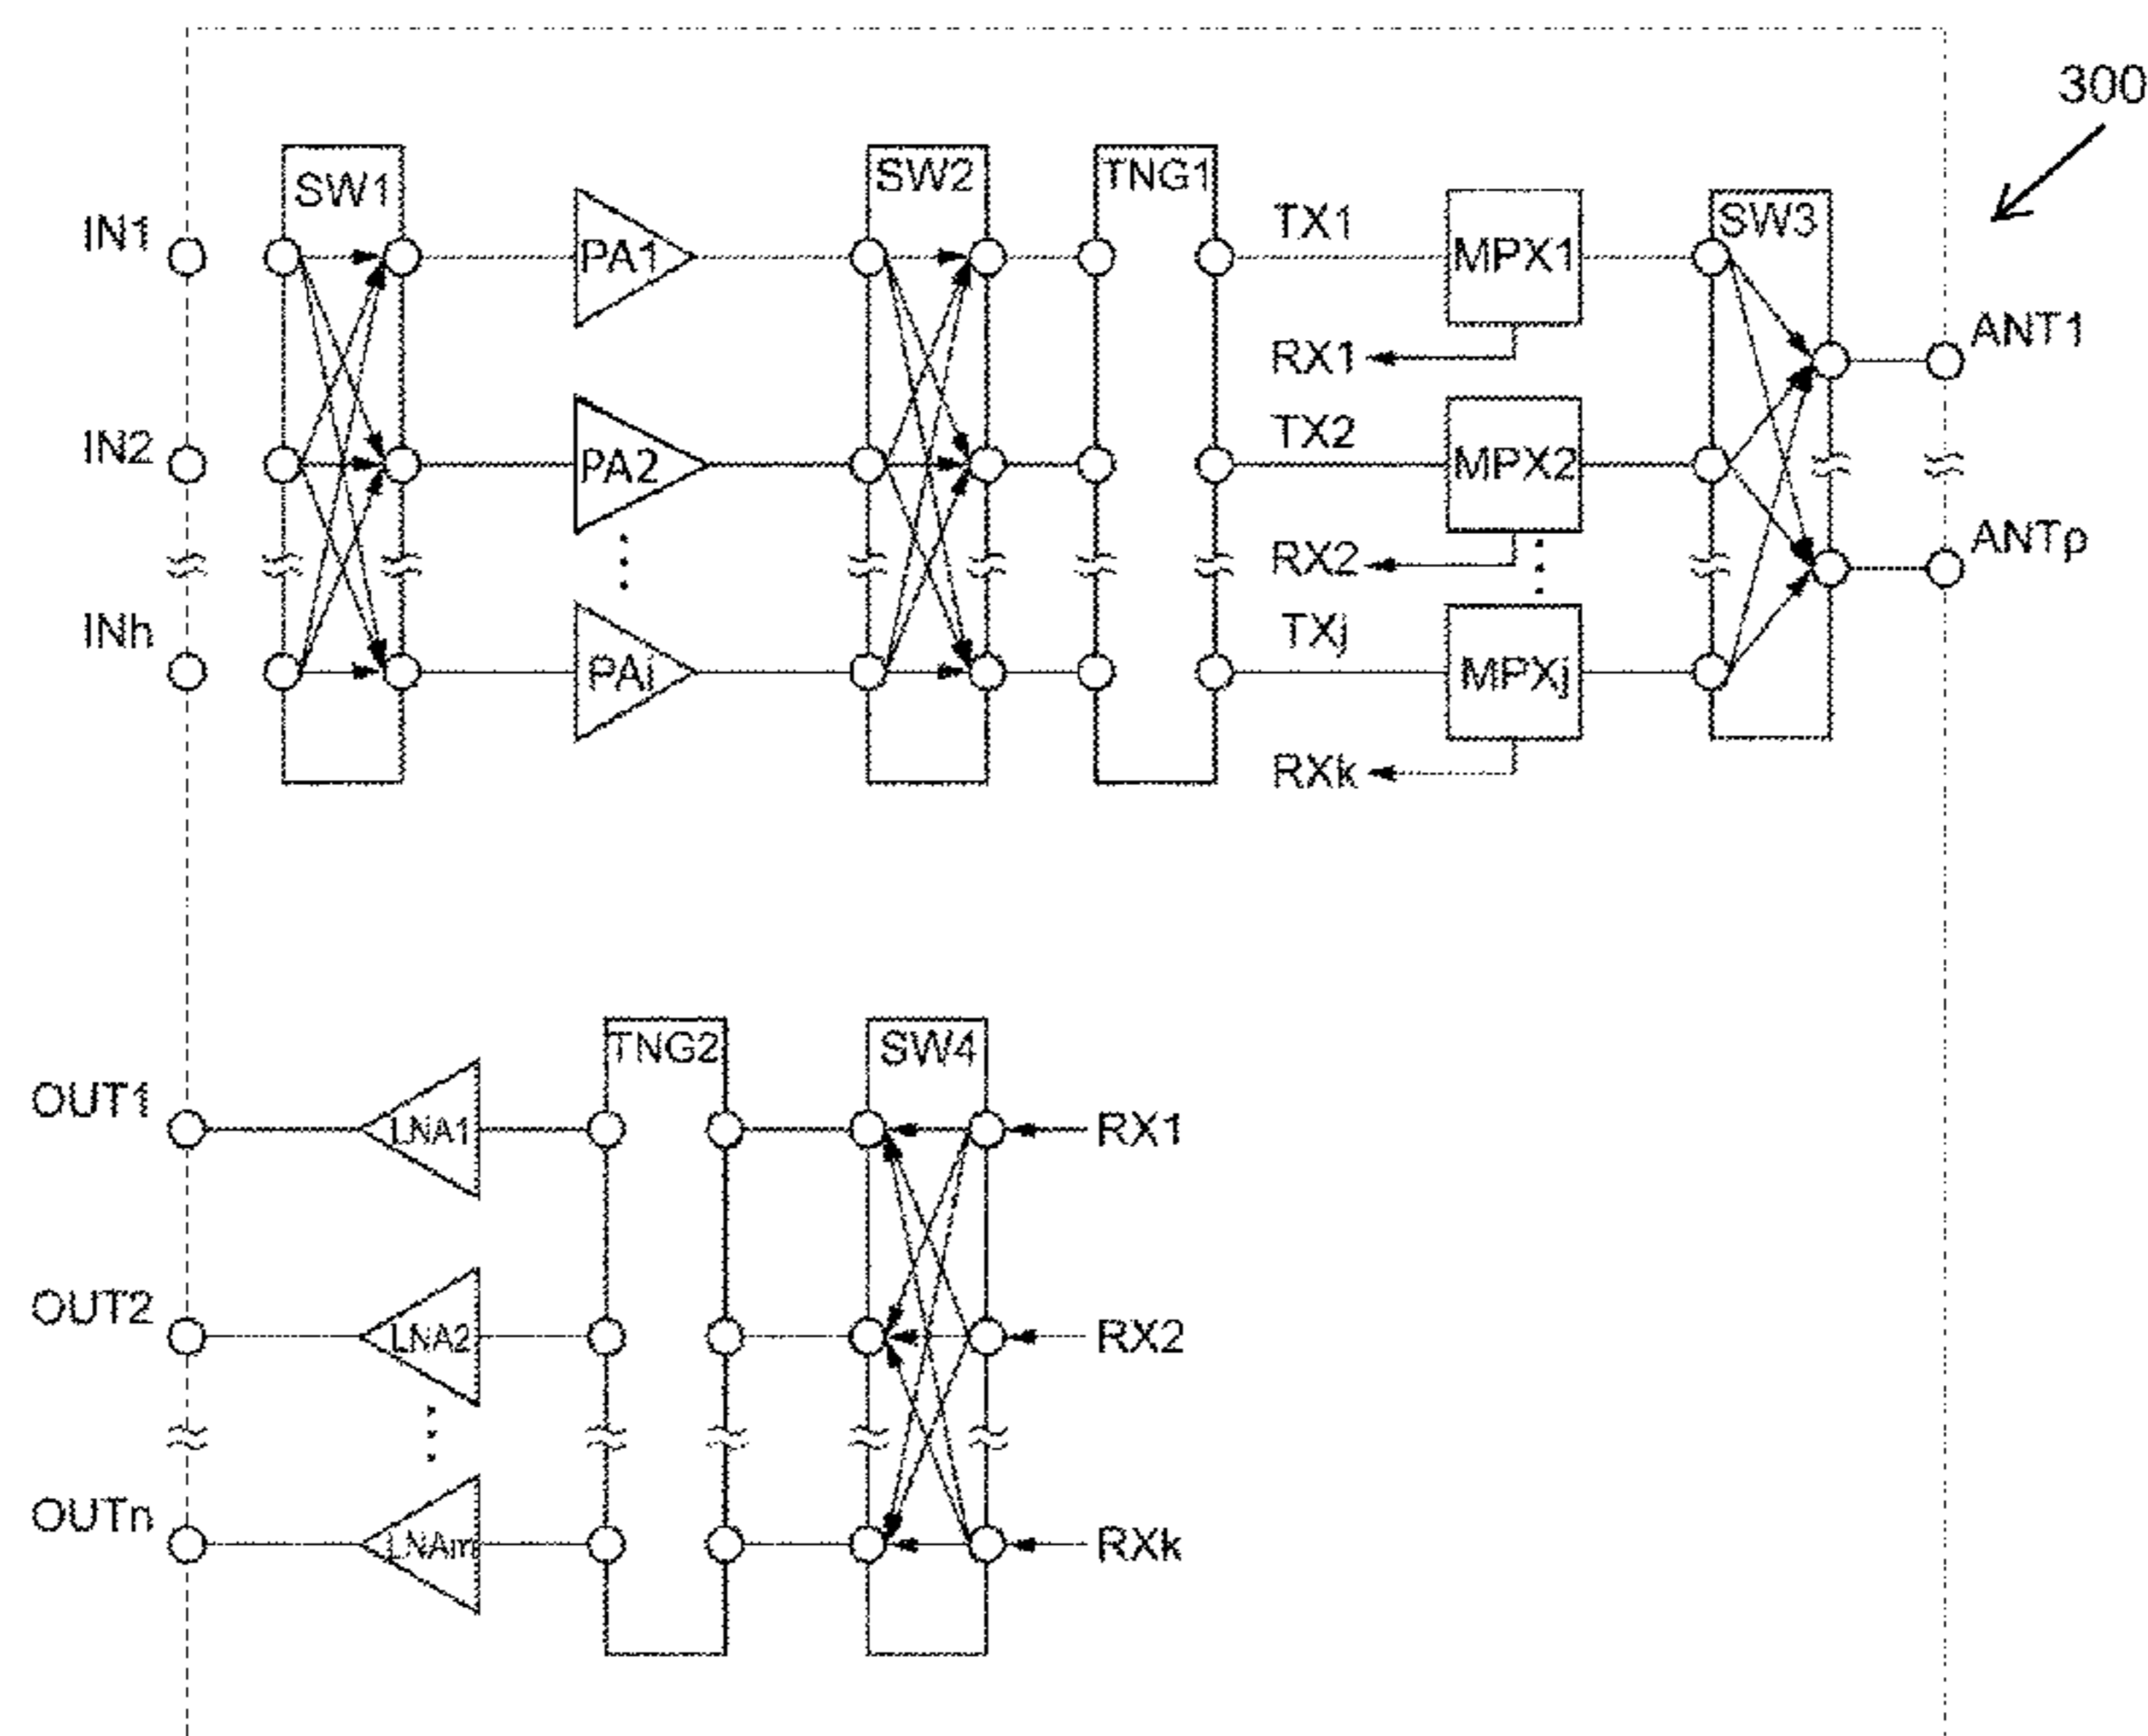 300
SW1
SW2
TNG1
SW3
IN1
PA1
TX1
MPX1
RX1
ANT1
IN2
PA2
TX2
MPX2
RX2
ANTp
INh
PAi
TXj
MPXj
RXk
TNG2
SW4
OUT1
LNA1
RX1
OUT2
LNA2
RX2
OUTn
LNAm
RXk